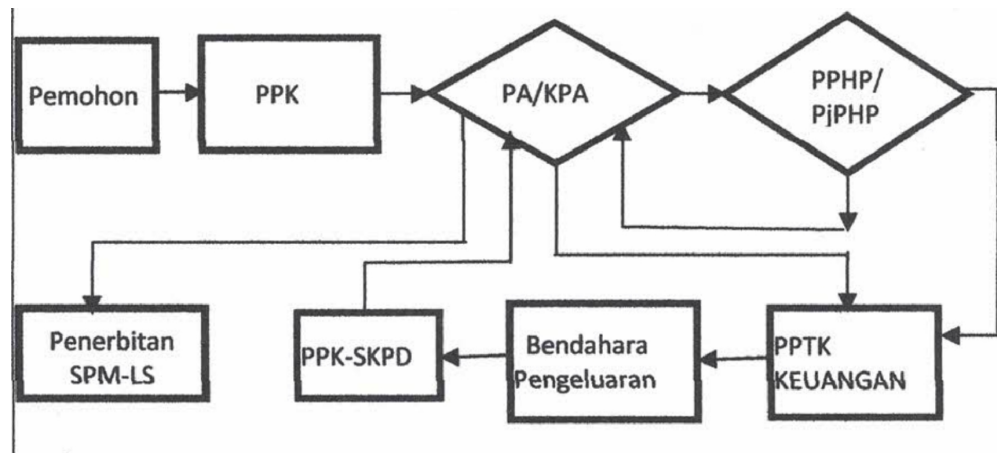 Pemohon
PPK
PA/KPA
PPHP/
PjPHP
Penerbitan
SPM-LS
PPK-SKPD
Bendahara
Pengeluaran
PPTK
KEUANGAN